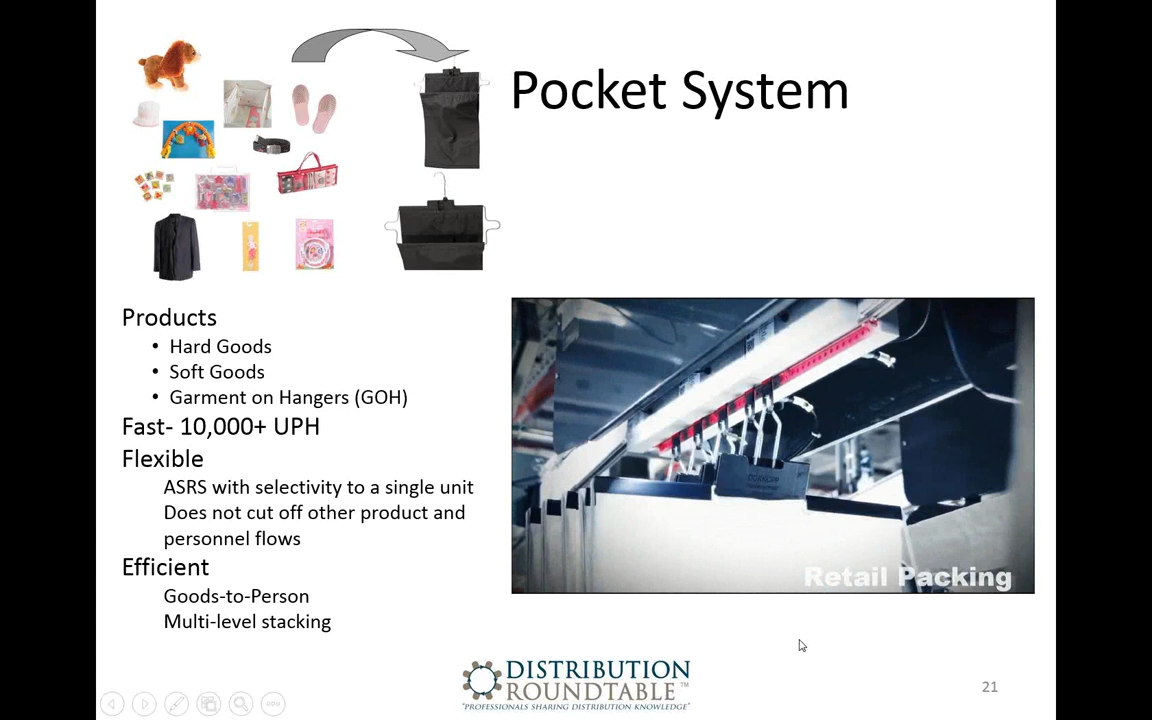 Pocket System
Products
• Hard Goods
• Soft Goods
• Garment on Hangers (GOH)
Fast- 10,000+ UPH
Flexible
ASRS with selectivity to a single unit
Does not cut off other product and
personnel flows
Efficient
Goods-to-Person
Multi-level stacking
Retail Packing
DISTRIBUTION
ROUNDTABLE™
"PROFESSIONALS SHARING DISTRIBUTION KNOWLEDGE"
21